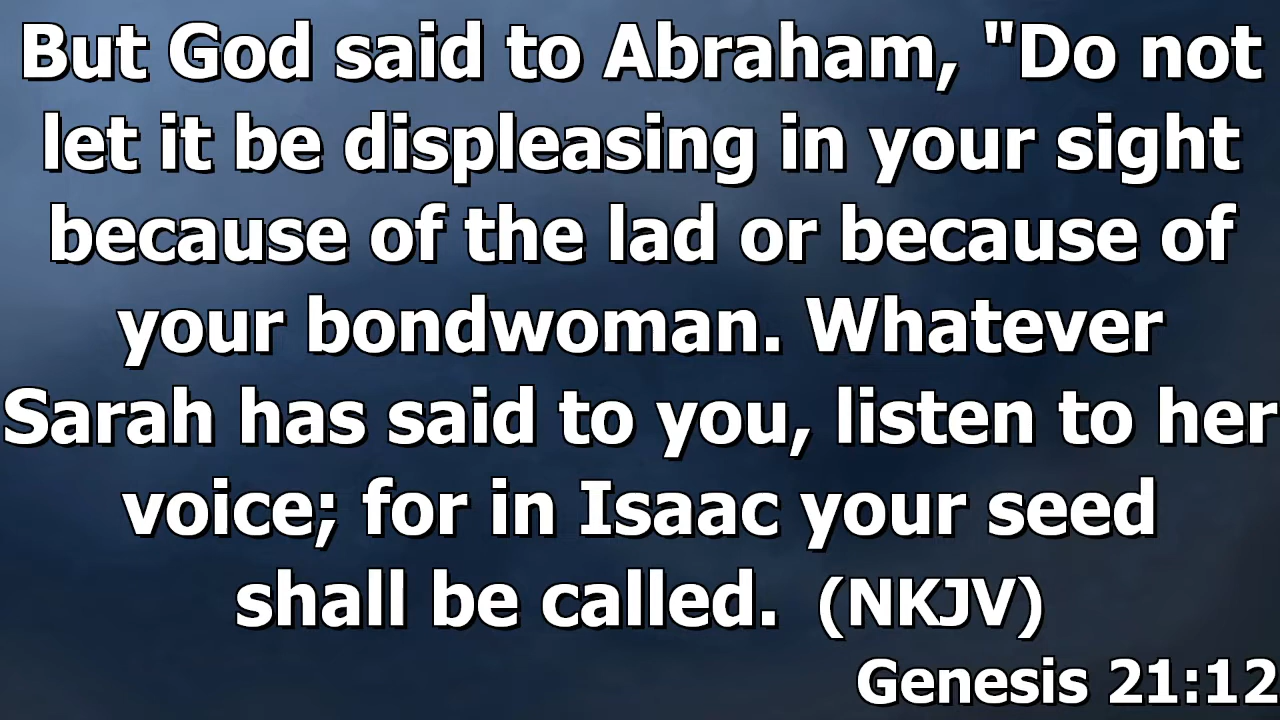 But God said to Abraham, "Do not
let it be displeasing in your sight
because of the lad or because of
your bondwoman. Whatever
Sarah has said to you, listen to her
voice; for in Isaac your seed
shall be called.  (NKJV)
Genesis 21:12